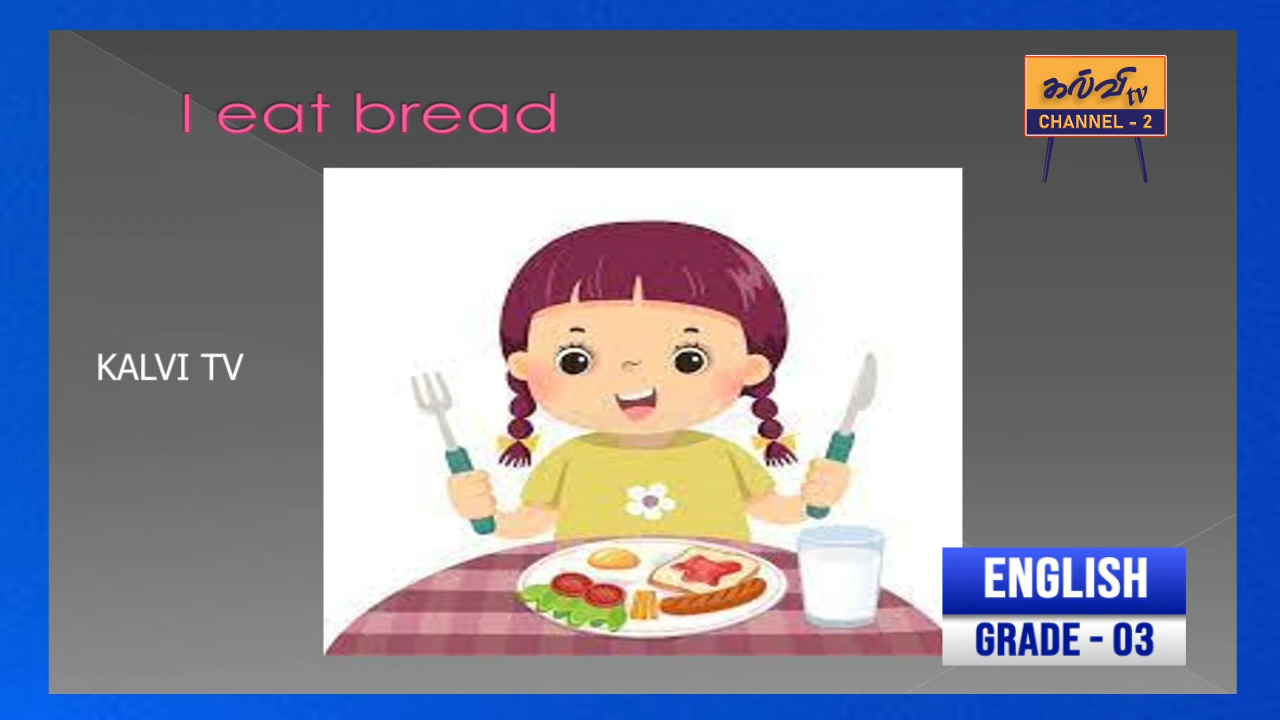 I eat bread
கல்வி tv
CHANNEL - 2
KALVI TV
ENGLISH
GRADE - 03